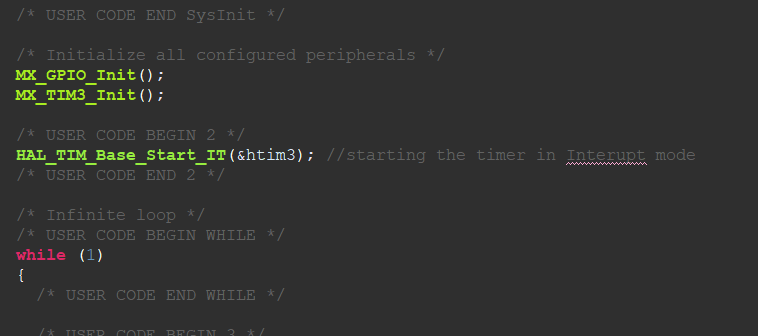 /* USER CODE END SysInit */
/* Initialize all configured peripherals */
MX_GPIO_Init();
MX_TIM3_Init();
/* USER CODE BEGIN 2 */
HAL_TIM_Base_Start_IT(&htim3); //starting the timer in Interupt mode
/* USER CODE END 2 */
/* Infinite loop */
/* USER CODE BEGIN WHILE */
while (1)
{
/* USER CODE END WHILE */
/* USER CODE BEGIN 3 */